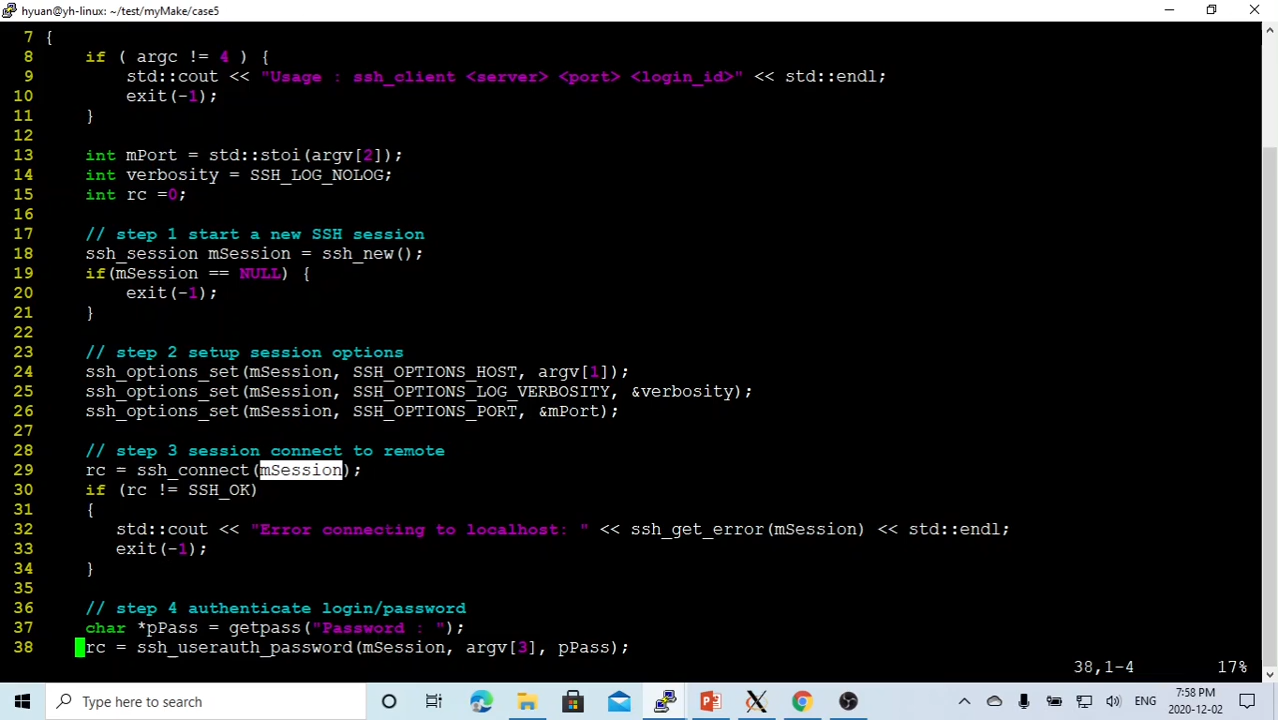 hyuan@yh-linux: ~/test/myMake/case5
7 {
8     if ( argc != 4 ) {
9         std::cout << "Usage : ssh_client <server> <port> <login_id>" << std::endl;
10         exit(-1);
11     }
12
13     int mPort = std::stoi(argv[2]);
14     int verbosity = SSH_LOG_NOLOG;
15     int rc =0;
16
17     // step 1 start a new SSH session
18     ssh_session mSession = ssh_new();
19     if(mSession == NULL) {
20         exit(-1);
21     }
22
23     // step 2 setup session options
24     ssh_options_set(mSession, SSH_OPTIONS_HOST, argv[1]);
25     ssh_options_set(mSession, SSH_OPTIONS_LOG_VERBOSITY, &verbosity);
26     ssh_options_set(mSession, SSH_OPTIONS_PORT, &mPort);
27
28     // step 3 session connect to remote
29     rc = ssh_connect(mSession);
30     if (rc != SSH_OK)
31     {
32        std::cout << "Error connecting to localhost: " << ssh_get_error(mSession) << std::endl;
33        exit(-1);
34     }
35
36     // step 4 authenticate login/password
37     char *pPass = getpass("Password : ");
38     rc = ssh_userauth_password(mSession, argv[3], pPass);
38,1-4 17%
Type here to search
ENG
7:58 PM
2020-12-02